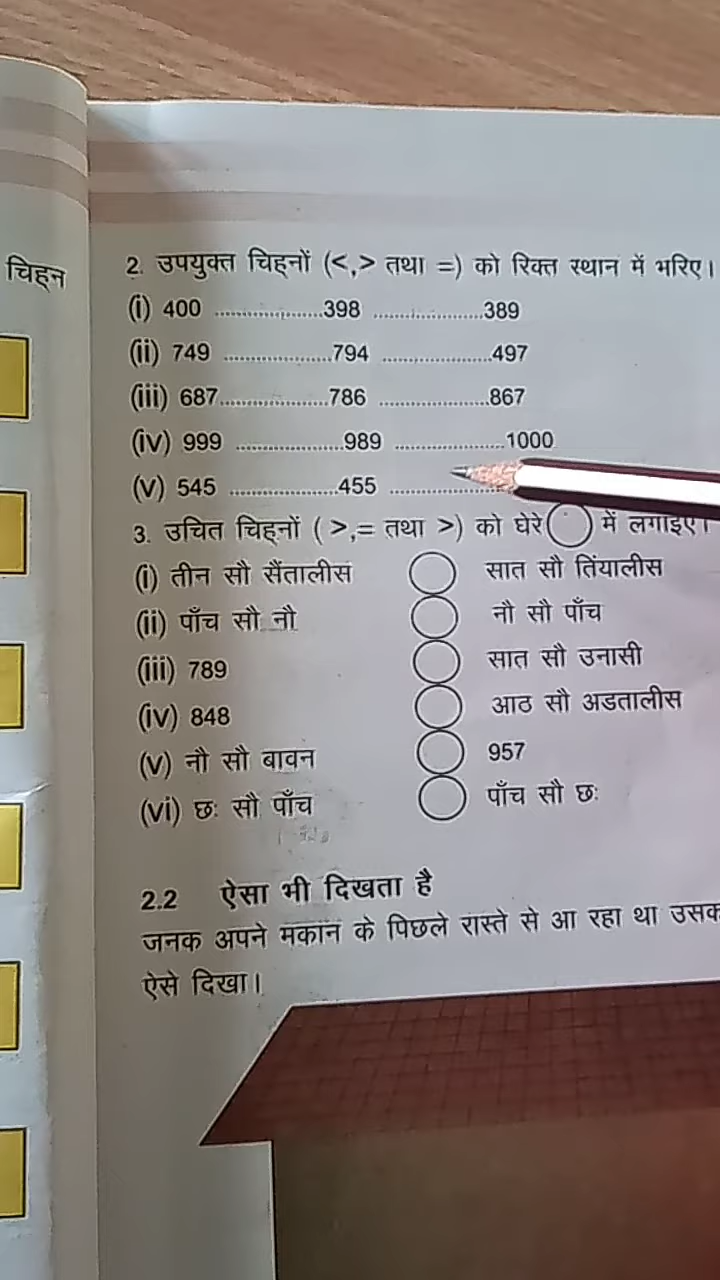 चिह्न
2. उपयुक्त चिह्नों (<,> तथा =) को रिक्त स्थान में भरिए।
(i) 400 ......................398 ......................389
(ii) 749 ......................794 ......................497
(iii) 687......................786 ......................867
(iv) 999 ......................989 ......................1000
(v) 545 ......................455 ......................
3. उचित चिह्नों ( >,= तथा >) को घेरे में लगाइए।
(i) तीन सौ सैंतालीस सात सौ तिंयालीस
(ii) पाँच सौ नौ नौ सौ पाँच
(iii) 789 सात सौ उनासी
(iv) 848 आठ सौ अडतालीस
(v) नौ सौ बावन 957
(vi) छः सौ पाँच पाँच सौ छः
2.2 ऐसा भी दिखता है
जनक अपने मकान के पिछले रास्ते से आ रहा था
ऐसे दिखा।